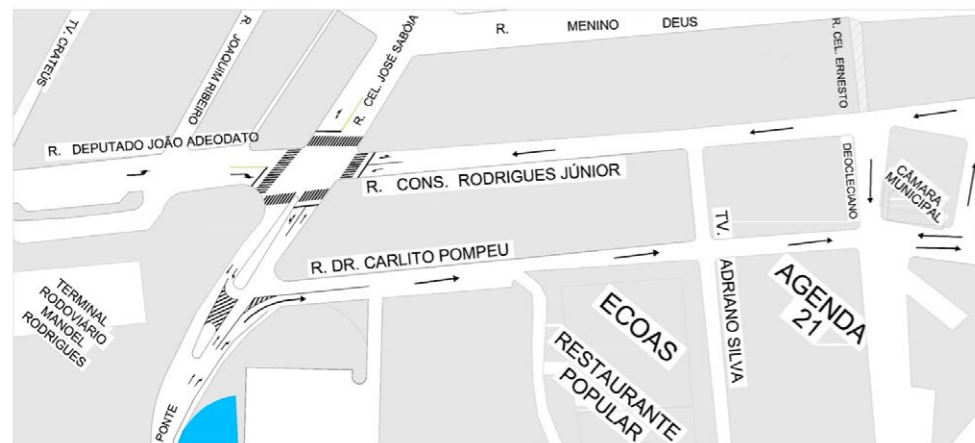 TV. CRATEÚS
R. JOAQUIM RIBEIRO
R. CEL. JOSÉ SABÓIA
R. MENINO DEUS
R. CEL. ERNESTO
R. DEPUTADO JOÃO ADEODATO
R. CONS. RODRIGUES JÚNIOR
DEOCLECIANO
CÂMARA
MUNICIPAL
R. DR. CARLITO POMPEU
TV.
ADRIANO SILVA
AGENDA
21
ECOAS
RESTAURANTE
POPULAR
TERMINAL
RODOVIÁRIO
MANOEL
RODRIGUES
PONTE